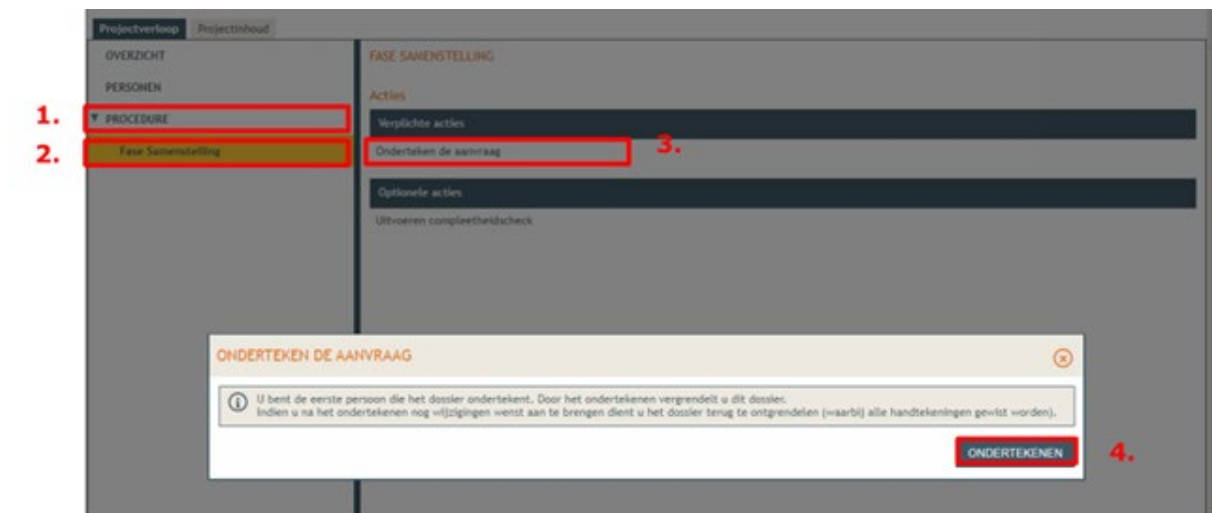 Projectverloop Projectinhoud
OVERZICHT
PERSONEN
1. PROCEDURE
2. Fase Samenstelling
FASE SAMENSTELLING
Acties
Verplichte acties
Onderteken de aanvraag 3.
Optionele acties
Uitvoeren compleetheidscheck
ONDERTEKEN DE AANVRAAG
U bent de eerste persoon die het dossier ondertekent. Door het ondertekenen vergrendelt u dit dossier.
Indien u na het ondertekenen nog wijzigingen wenst aan te brengen dient u het dossier terug te ontgrendelen (waarbij alle handtekeningen gewist worden).
ONDERTEKENEN 4.